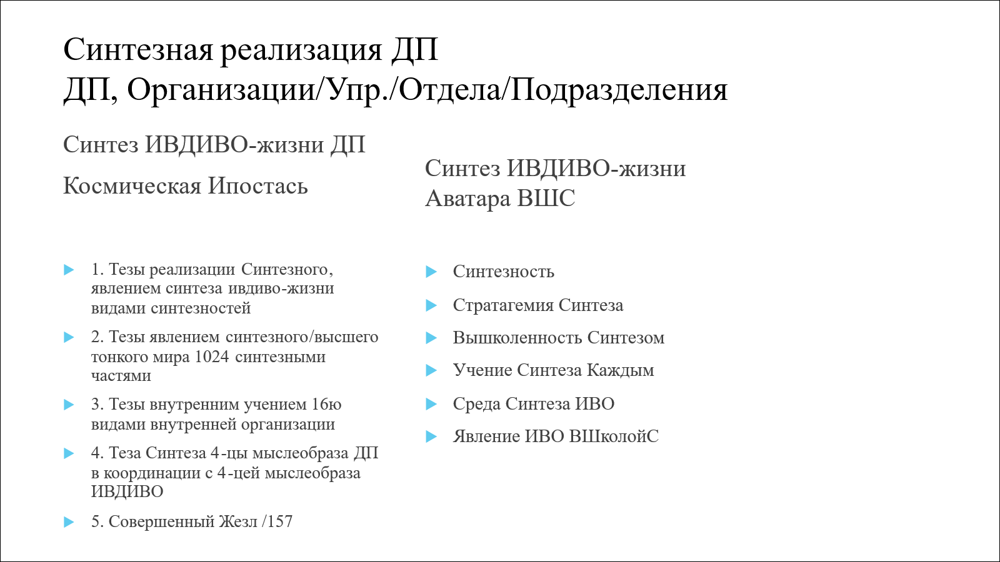 Синтезная реализация ДП
ДП, Организации/Упр./Отдела/Подразделения
Синтез ИВДИВО-жизни ДП
Космическая Ипостась
1. Тезы реализации Синтезного,
явлением синтеза ивдиво-жизни
видами синтезностей
2. Тезы явлением синтезного/высшего
тонкого мира 1024 синтезными
частями
3. Тезы внутренним учением 16ю
видами внутренней организации
4. Теза Синтеза 4-цы мыслеобраза ДП
в координации с 4-цей мыслеобраза
ИВДИВО
5. Совершенный Жезл /157
Синтез ИВДИВО-жизни
Аватара ВШС
Синтезность
Стратагемия Синтеза
Вышколенность Синтезом
Учение Синтеза Каждым
Среда Синтеза ИВО
Явление ИВО ВШколойС